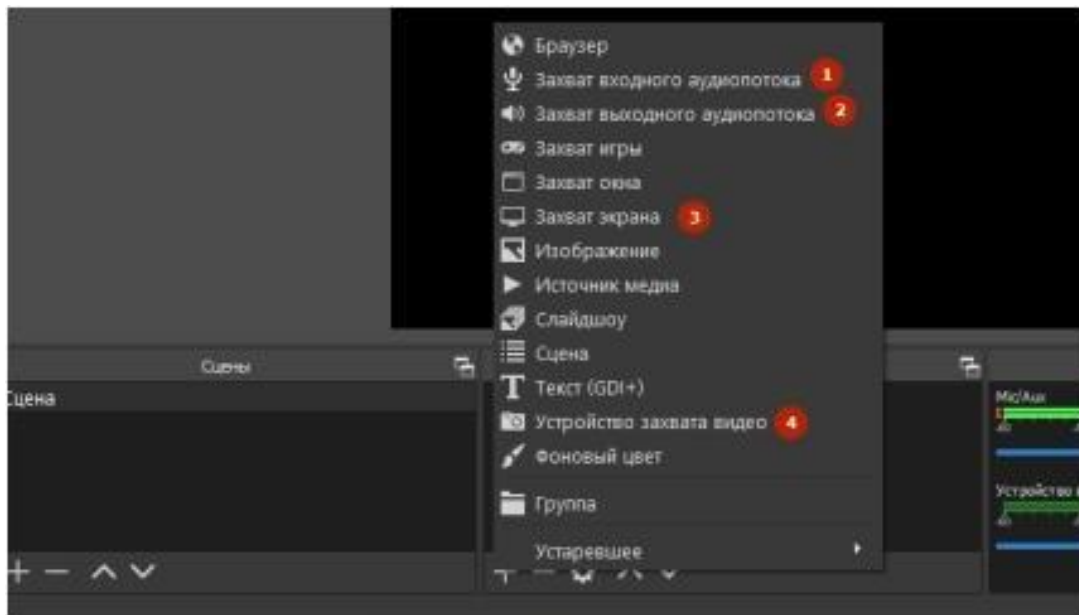 Браузер
Захват входного аудиопотока 1
Захват выходного аудиопотока 2
Захват игры
Захват окна
Захват экрана 3
Изображение
Источник медиа
Слайдшоу
Сцена
Текст (GDI+)
Устройство захвата видео 4
Фоновый цвет
Группа
Устаревшее
Сцены
Сцена
Mic/Aux
Устройство